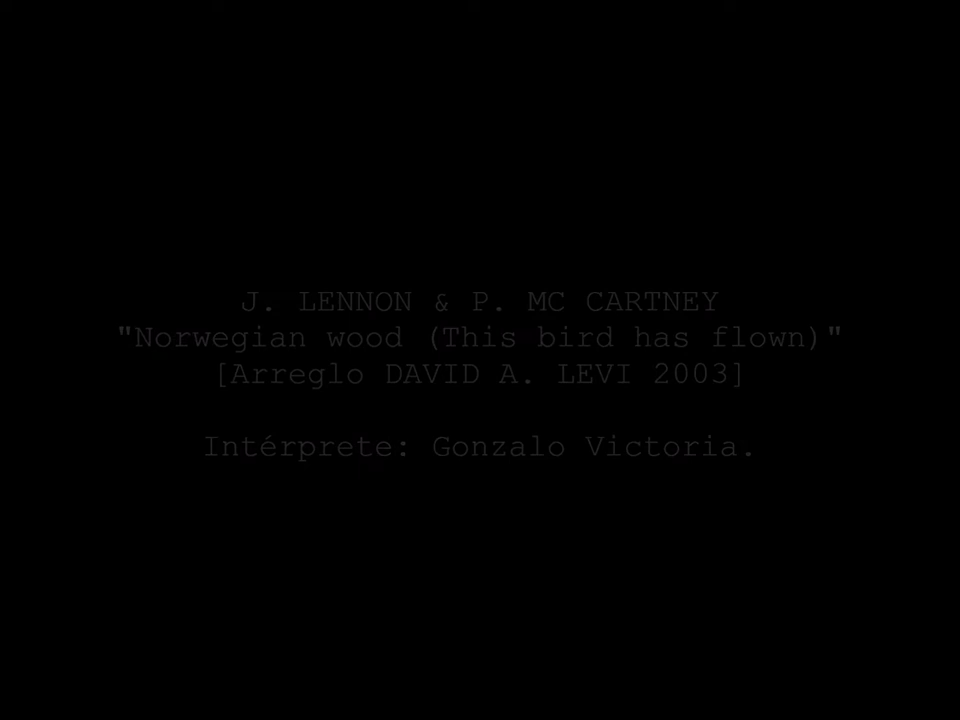 J. LENNON & P. MC CARTNEY
"Norwegian wood (This bird has flown)"
[Arreglo DAVID A. LEVI 2003]
Intérprete: Gonzalo Victoria.